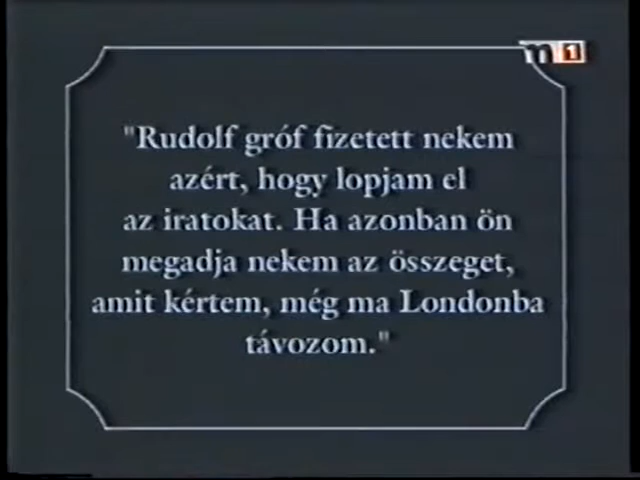 m1
"Rudolf gróf fizetett nekem
azért, hogy lopjam el
az iratokat. Ha azonban ön
megadja nekem az összeget,
amit kértem, még ma Londonba
távozom."